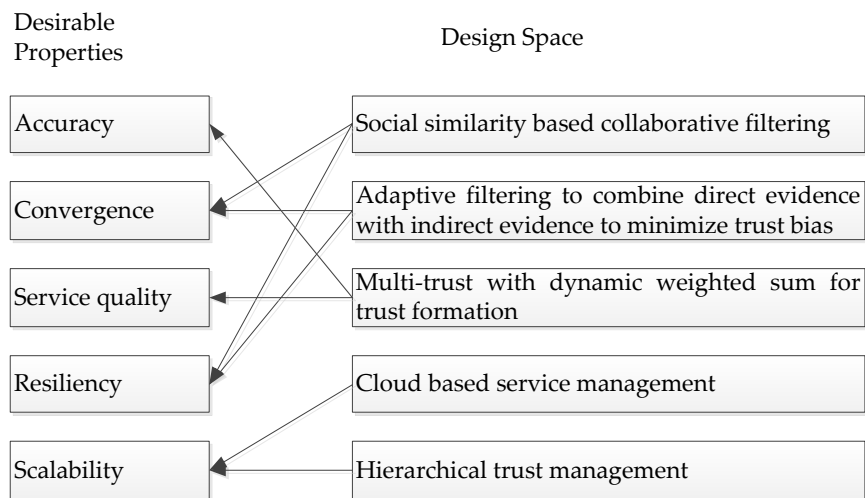 Desirable
Properties
Design Space
Accuracy
Social similarity based collaborative filtering
Convergence
Adaptive filtering to combine direct evidence
with indirect evidence to minimize trust bias
Service quality
Multi-trust with dynamic weighted sum for
trust formation
Resiliency
Cloud based service management
Scalability
Hierarchical trust management